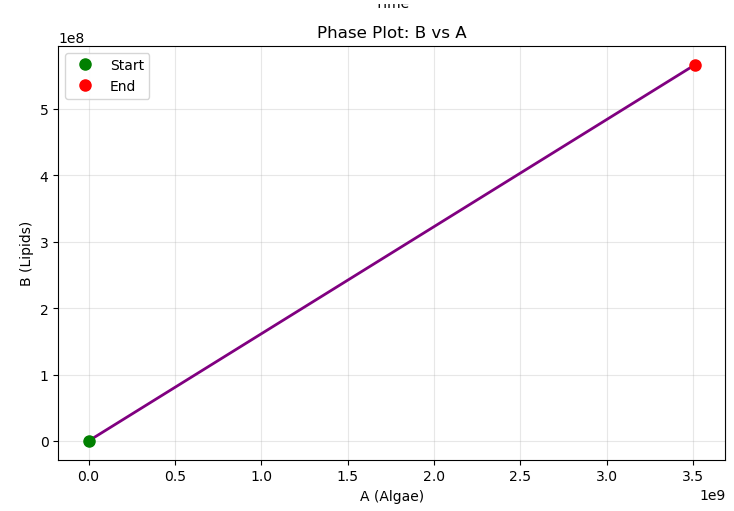 Time
Phase Plot: B vs A
1e8
Start
End
5
4
3
2
1
0
B (Lipids)
0.0 0.5 1.0 1.5 2.0 2.5 3.0 3.5
1e9
A (Algae)